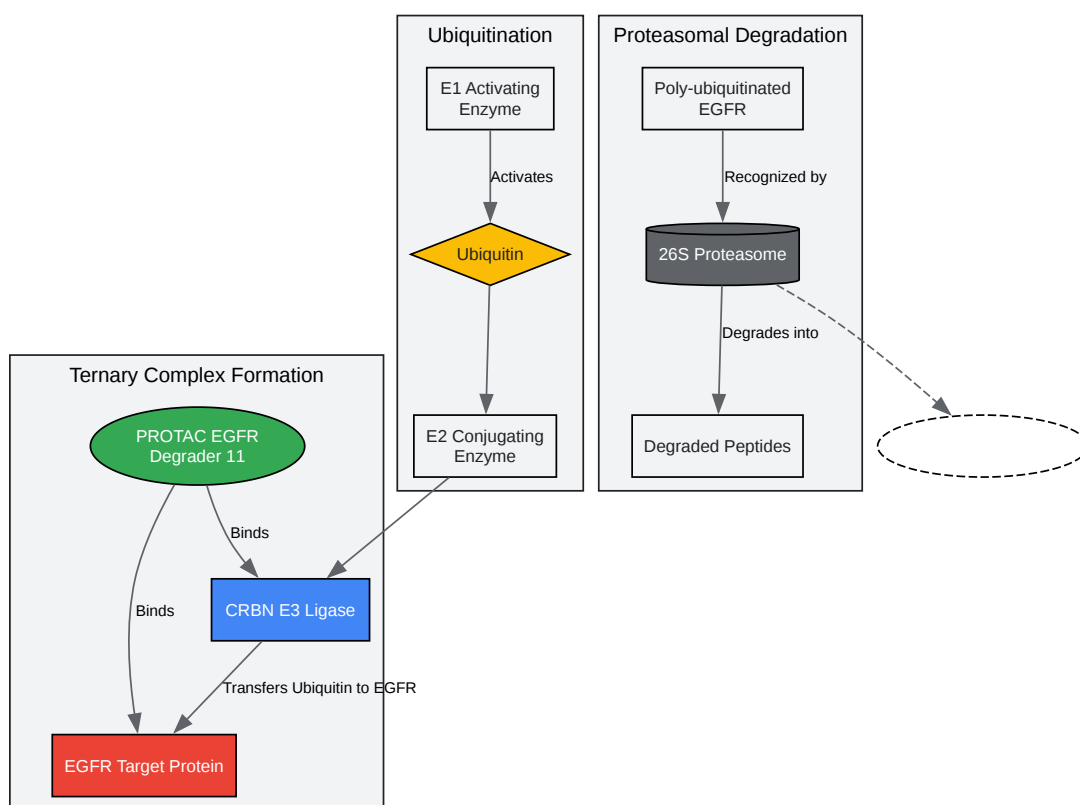 Ubiquitination
E1 Activating
Enzyme
Activates
Ubiquitin
E2 Conjugating
Enzyme
Proteasomal Degradation
Poly-ubiquitinated
EGFR
Recognized by
26S Proteasome
Degrades into
Degraded Peptides
Ternary Complex Formation
PROTAC EGFR
Degrader 11
Binds
Binds
CRBN E3 Ligase
Transfers Ubiquitin to EGFR
EGFR Target Protein